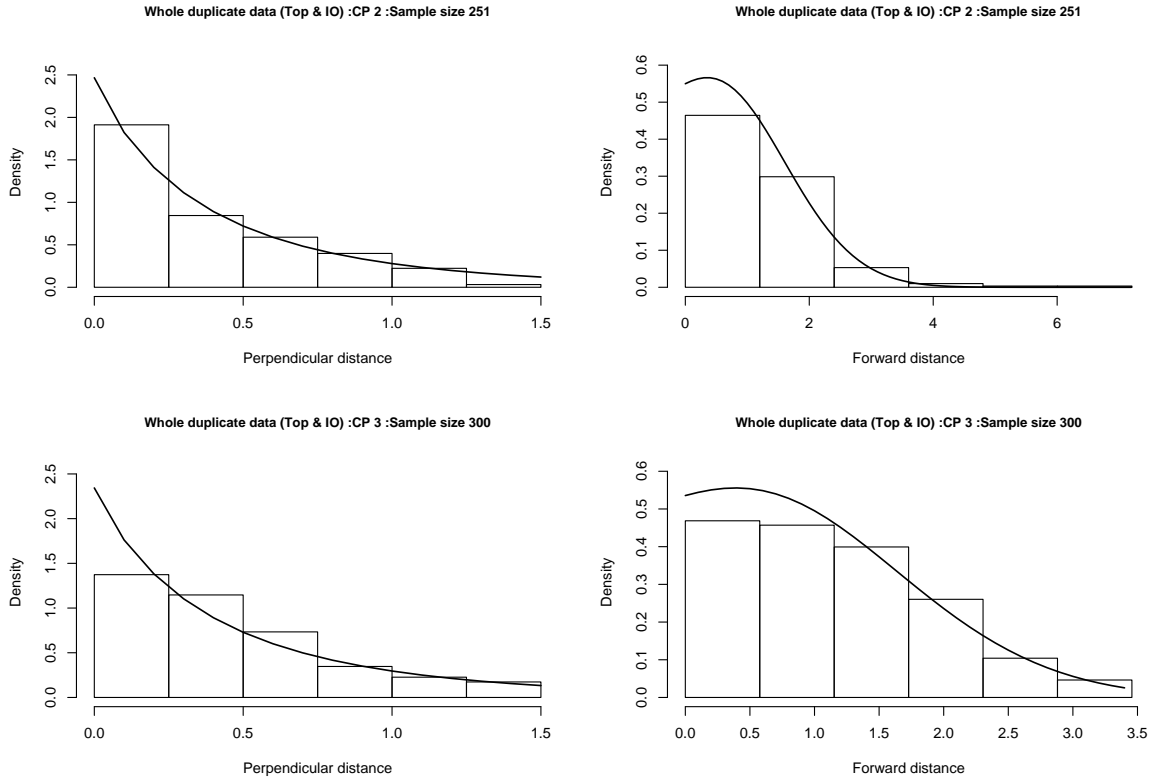 Whole duplicate data (Top & IO) :CP 2 :Sample size 251
Density
0.0 0.5 1.0 1.5 2.0 2.5
0.0 0.5 1.0 1.5
Perpendicular distance
Whole duplicate data (Top & IO) :CP 2 :Sample size 251
Density
0.0 0.1 0.2 0.3 0.4 0.5 0.6
0 2 4 6
Forward distance
Whole duplicate data (Top & IO) :CP 3 :Sample size 300
Density
0.0 0.5 1.0 1.5 2.0 2.5
0.0 0.5 1.0 1.5
Perpendicular distance
Whole duplicate data (Top & IO) :CP 3 :Sample size 300
Density
0.0 0.1 0.2 0.3 0.4 0.5 0.6
0.0 0.5 1.0 1.5 2.0 2.5 3.0 3.5
Forward distance